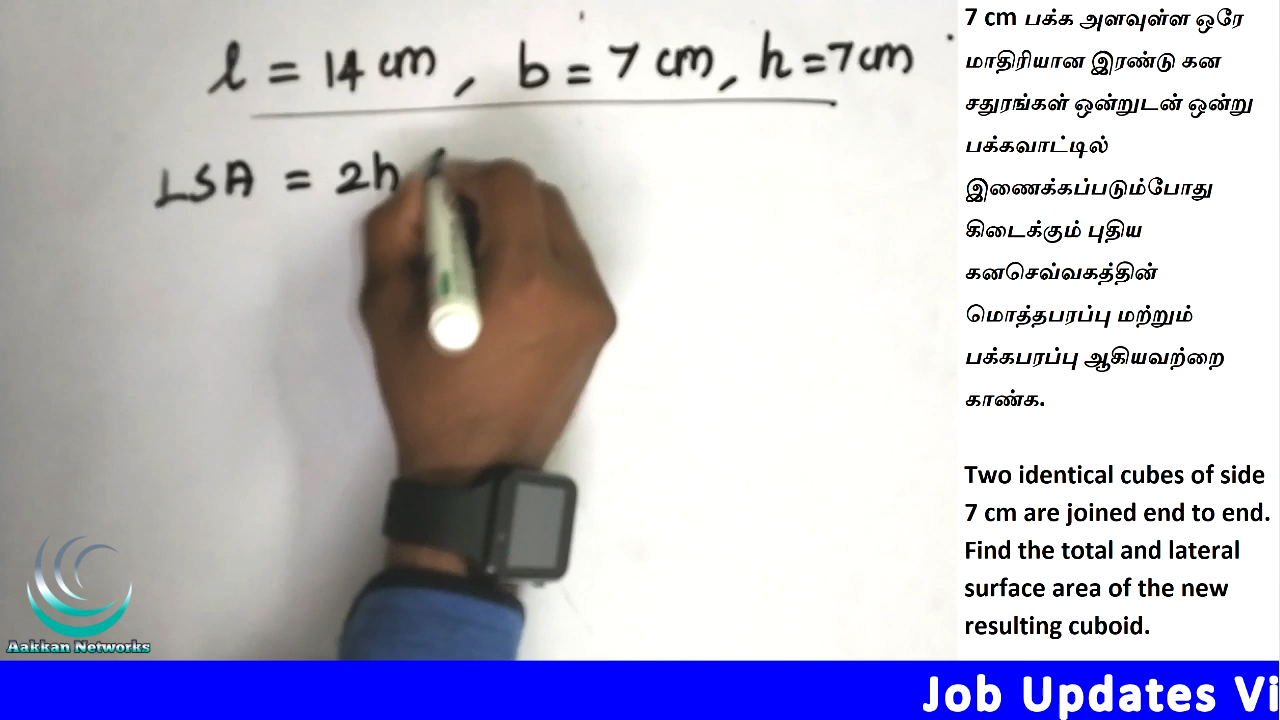 l = 14 cm, b = 7 cm, h = 7 cm
LSA = 2h
7 cm பக்க அளவுள்ள ஒரே
மாதிரியான இரண்டு கன
சதுரங்கள் ஒன்றுடன் ஒன்று
பக்கவாட்டில்
இணைக்கப்படும்போது
கிடைக்கும் புதிய
கனசெவ்வகத்தின்
மொத்தபரப்பு மற்றும்
பக்கபரப்பு ஆகியவற்றை
காண்க.
Two identical cubes of side
7 cm are joined end to end.
Find the total and lateral
surface area of the new
resulting cuboid.
Aakkan Networks
Job Updates Vi